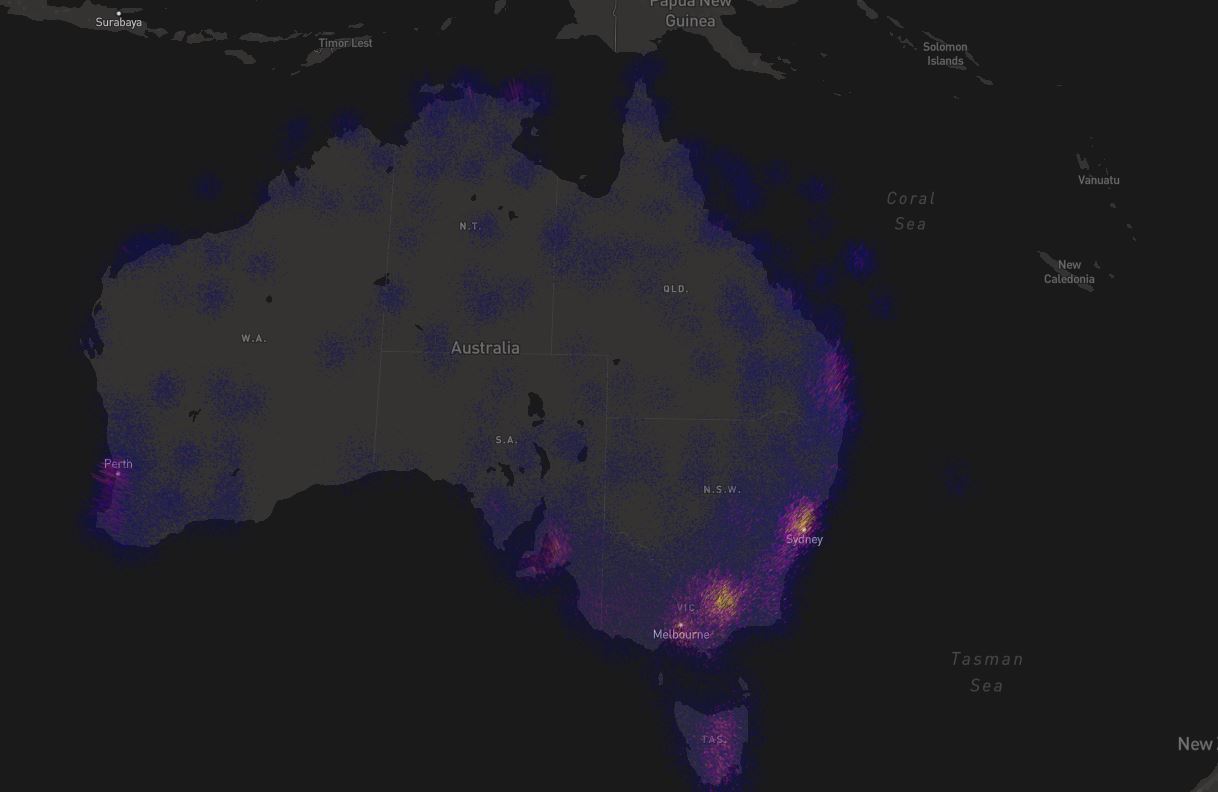 Papua New
Guinea
Surabaya
Timor Lest
Solomon
Islands
Vanuatu
Coral
Sea
N.T.
New
Caledonia
QLD.
W.A.
Australia
S.A.
Perth
N.S.W.
Sydney
VIC.
Melbourne
Tasman
Sea
TAS.
New